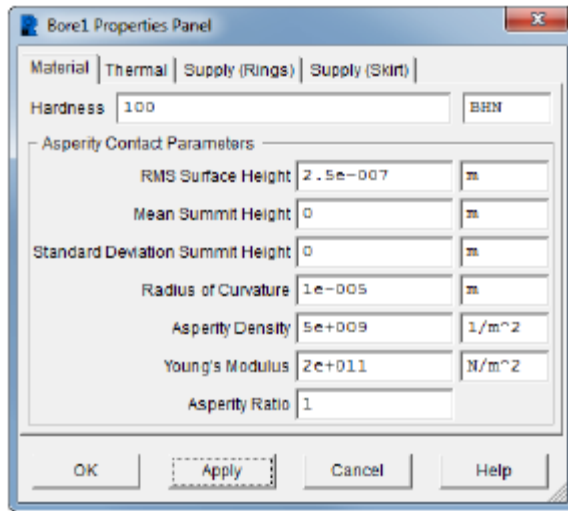 Bore1 Properties Panel
Material Thermal Supply (Rings) Supply (Skirt)
Hardness 100 BHN
Asperity Contact Parameters
RMS Surface Height 2.5e-007 m
Mean Summit Height 0 m
Standard Deviation Summit Height 0 m
Radius of Curvature 1e-005 m
Asperity Density 5e+009 1/m^2
Young's Modulus 2e+011 N/m^2
Asperity Ratio 1
OK Apply Cancel Help